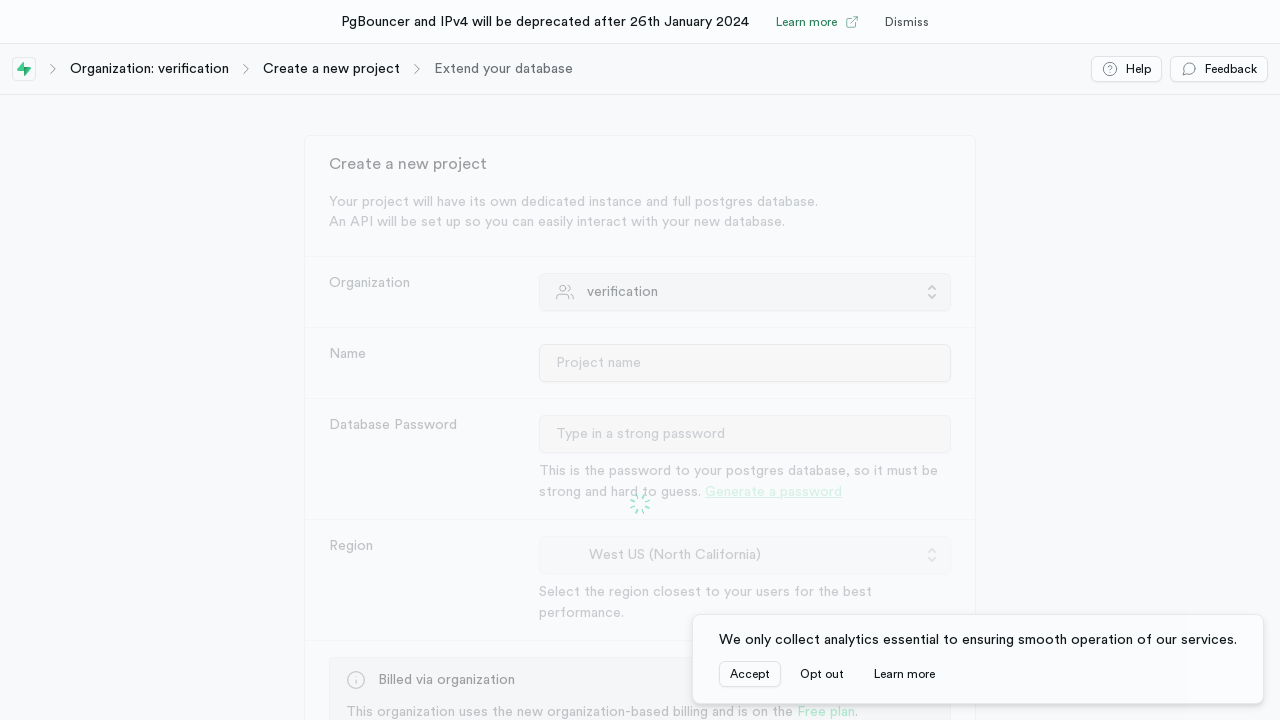 PgBouncer and IPv4 will be deprecated after 26th January 2024
Learn more
Dismiss
Organization: verification
Create a new project
Extend your database
Help
Feedback
Create a new project
Your project will have its own dedicated instance and full postgres database.
An API will be set up so you can easily interact with your new database.
Organization
verification
Name
Project name
Database Password
Type in a strong password
This is the password to your postgres database, so it must be
strong and hard to guess. Generate a password
Region
West US (North California)
Select the region closest to your users for the best
performance.
Billed via organization
This organization uses the new organization-based billing and is on the Free plan.
We only collect analytics essential to ensuring smooth operation of our services.
Accept
Opt out
Learn more